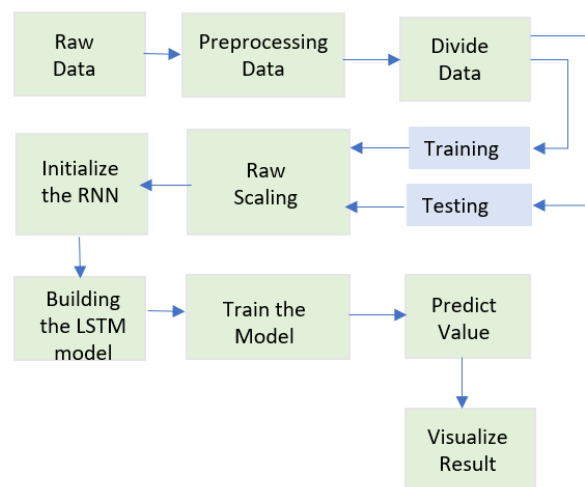 Raw
Data
Preprocessing
Data
Divide
Data
Training
Testing
Raw
Scaling
Initialize
the RNN
Building
the LSTM
model
Train the
Model
Predict
Value
Visualize
Result